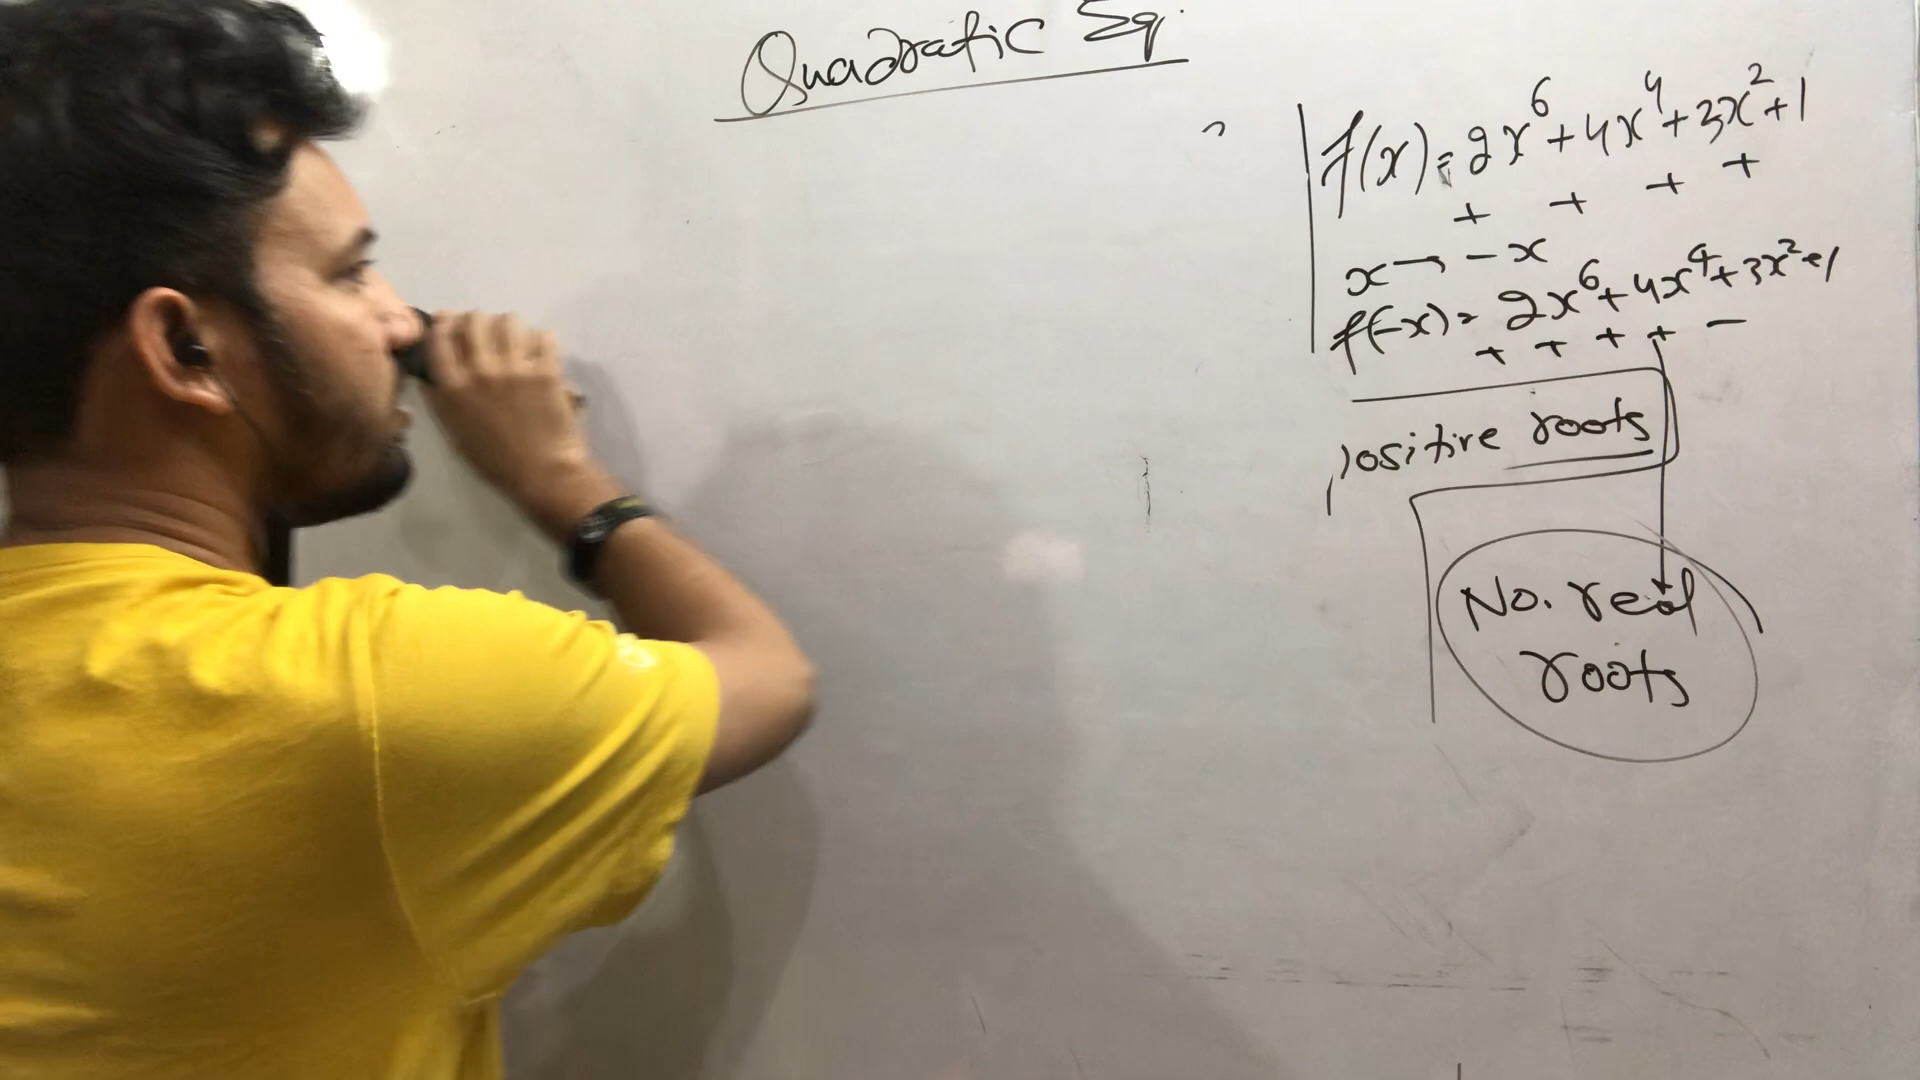 Quadratic Eq.
f(x) = 2x⁶ + 4x⁴ + 3x² + 1
+ + + +
x → -x
f(-x) = 2x⁶ + 4x⁴ + 3x² + 1
+ + + + -
positive roots
No. real
roots